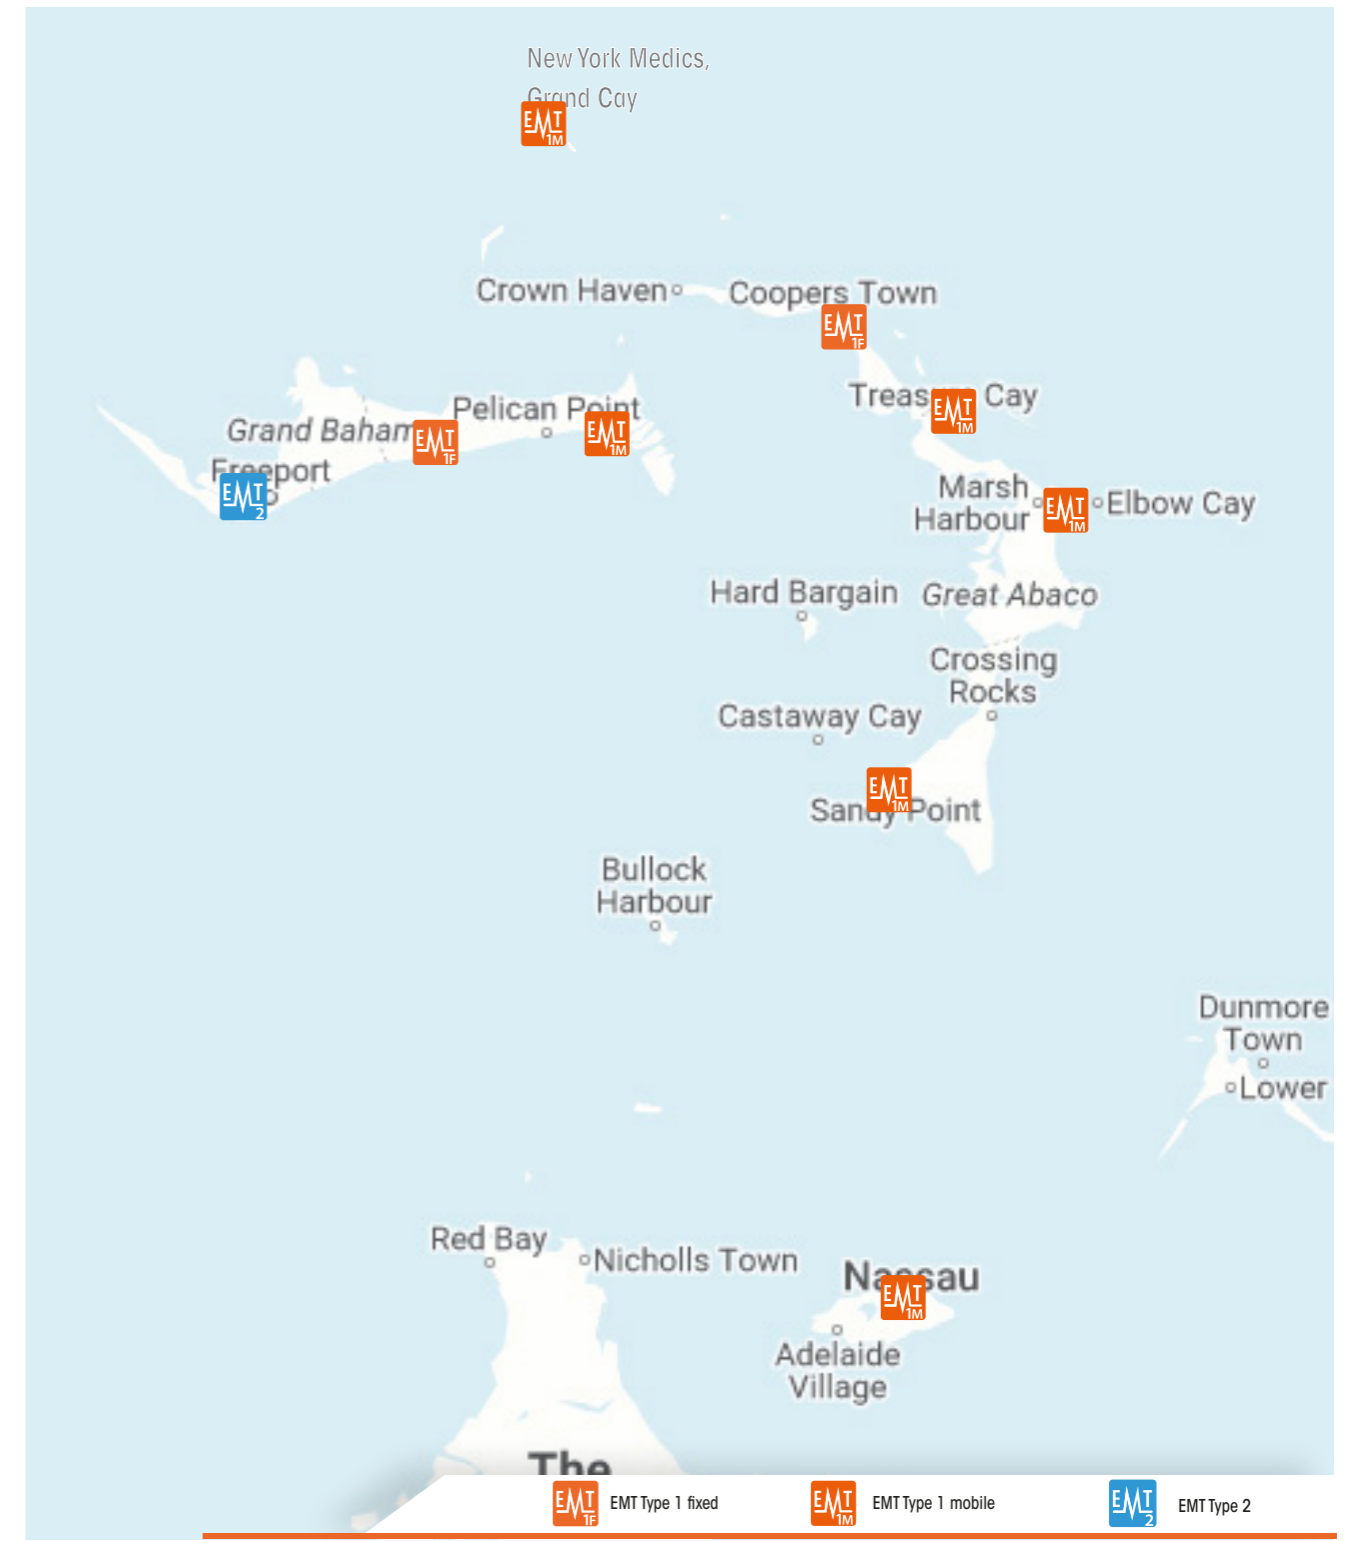 New York Medics,
Grand Cay
EMT
1M
Crown Haven
Coopers Town
EMT
1F
Treasure Cay
EMT
1M
Grand Baham
EMT
1F
Pelican Point
EMT
1M
Freeport
EMT
2
Marsh
Harbour
EMT
1M
Elbow Cay
Hard Bargain
Great Abaco
Crossing
Rocks
Castaway Cay
EMT
1M
Sandy Point
Bullock
Harbour
Dunmore
Town
Lower
Red Bay
Nicholls Town
Nassau
EMT
1M
Adelaide
Village
The
EMT
1F
EMT Type 1 fixed
EMT
1M
EMT Type 1 mobile
EMT
2
EMT Type 2